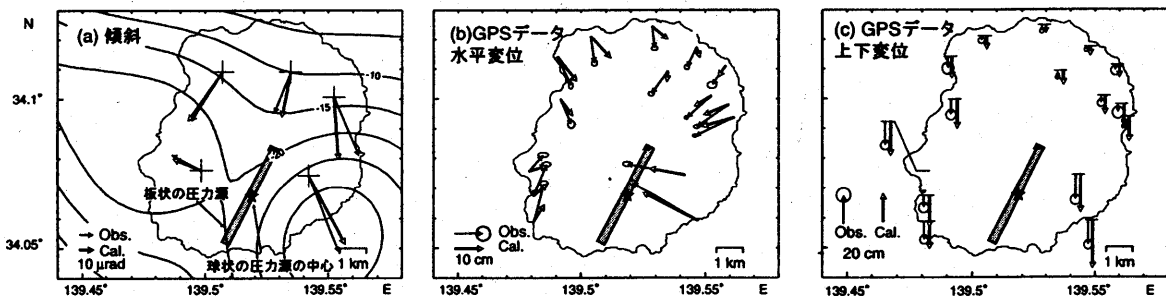 N
34.1°
34.05°
(a) 傾斜
-10
-15
板状の圧力源
Obs.
Cal.
10 μrad
球状の圧力源の中心
1 km
139.45°
139.5°
139.55°
E
(b)GPSデータ
水平変位
Obs.
Cal.
10 cm
1 km
139.45°
139.5°
139.55°
E
(c) GPSデータ
上下変位
Obs. Cal.
20 cm
1 km
139.45°
139.5°
139.55°
E